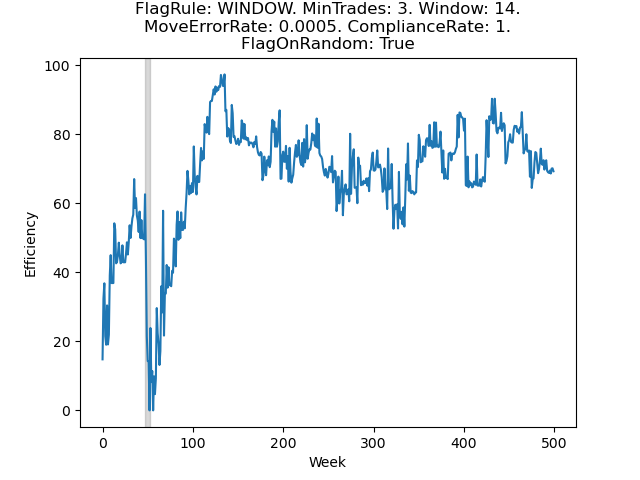 FlagRule: WINDOW. MinTrades: 3. Window: 14.
MoveErrorRate: 0.0005. ComplianceRate: 1.
FlagOnRandom: True
100
80
60
40
20
0
Efficiency
0 100 200 300 400 500
Week